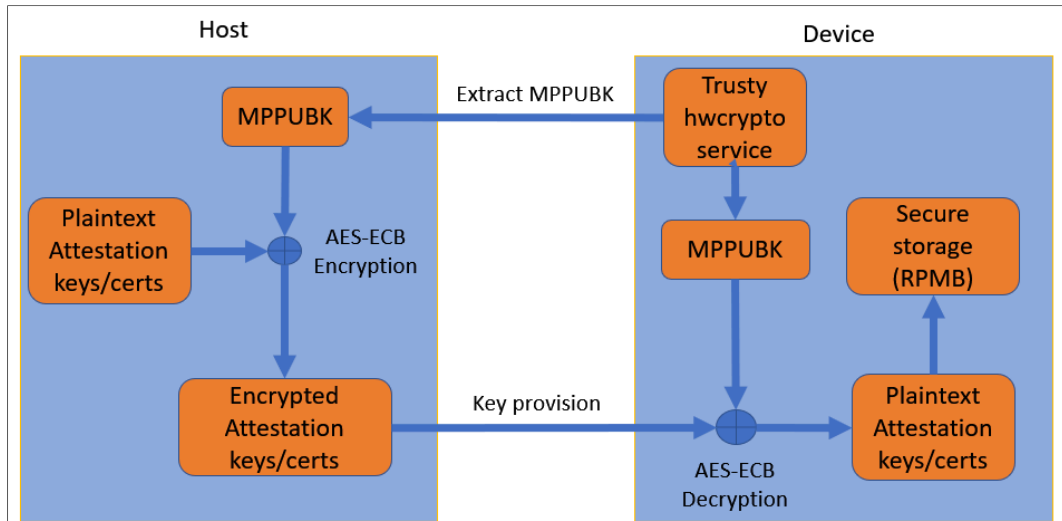 Host
Device
MPPUBK
Extract MPPUBK
Trusty
hwcrypto
service
Plaintext
Attestation
keys/certs
AES-ECB
Encryption
MPPUBK
Secure
storage
(RPMB)
Encrypted
Attestation
keys/certs
Key provision
AES-ECB
Decryption
Plaintext
Attestation
keys/certs